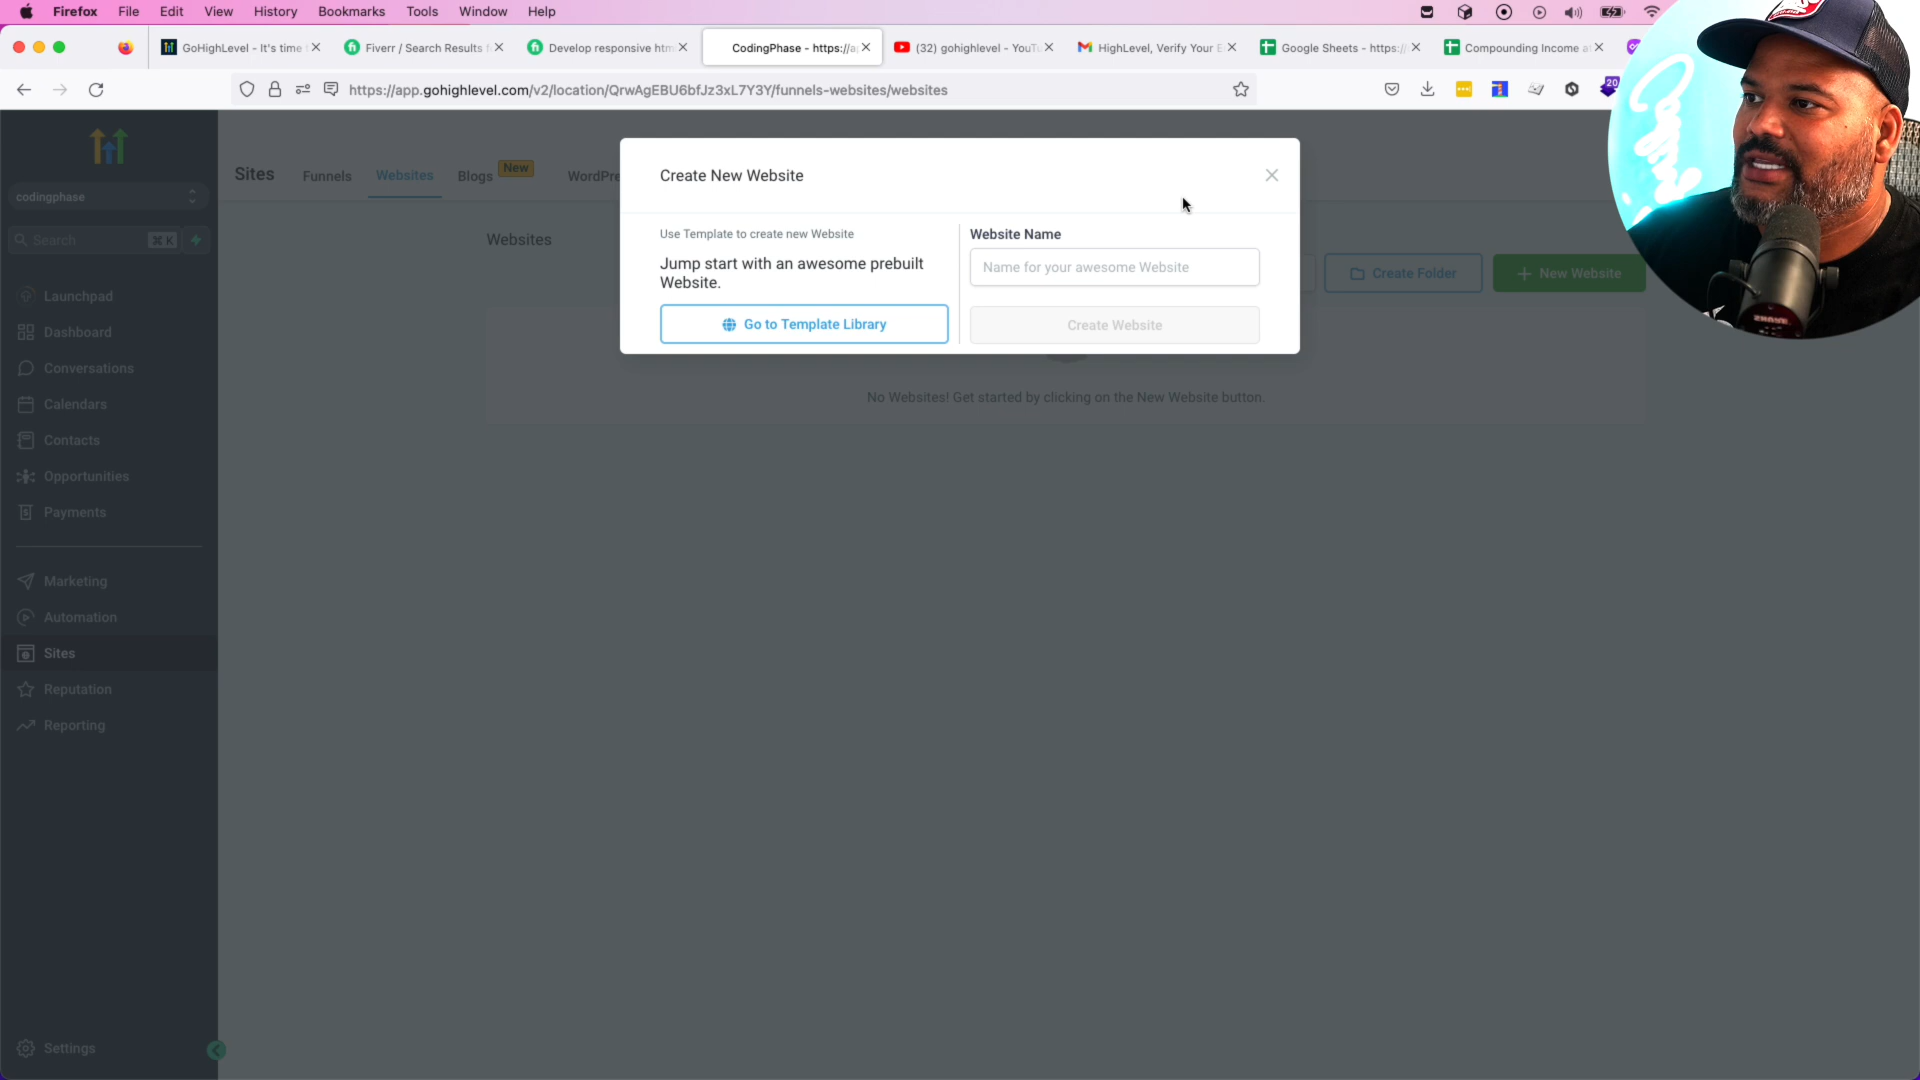 Firefox File Edit View History Bookmarks Tools Window Help
GoHighLevel - It's time
Fiverr / Search Results f
Develop responsive htm
CodingPhase - https://a
(32) gohighlevel - YouTu
HighLevel, Verify Your E
Google Sheets - https:/
Compounding Income a
https://app.gohighlevel.com/v2/location/QrwAgEBU6bfJz3xL7Y3Y/funnels-websites/websites
20
codingphase
Search ⌘ K
Launchpad
Dashboard
Conversations
Calendars
Contacts
Opportunities
Payments
Marketing
Automation
Sites
Reputation
Reporting
Settings
Sites Funnels Websites Blogs New WordPre
Websites
Create Folder
+ New Website
Create New Website
Use Template to create new Website
Jump start with an awesome prebuilt
Website.
Go to Template Library
Website Name
Name for your awesome Website
Create Website
No Websites! Get started by clicking on the New Website button.